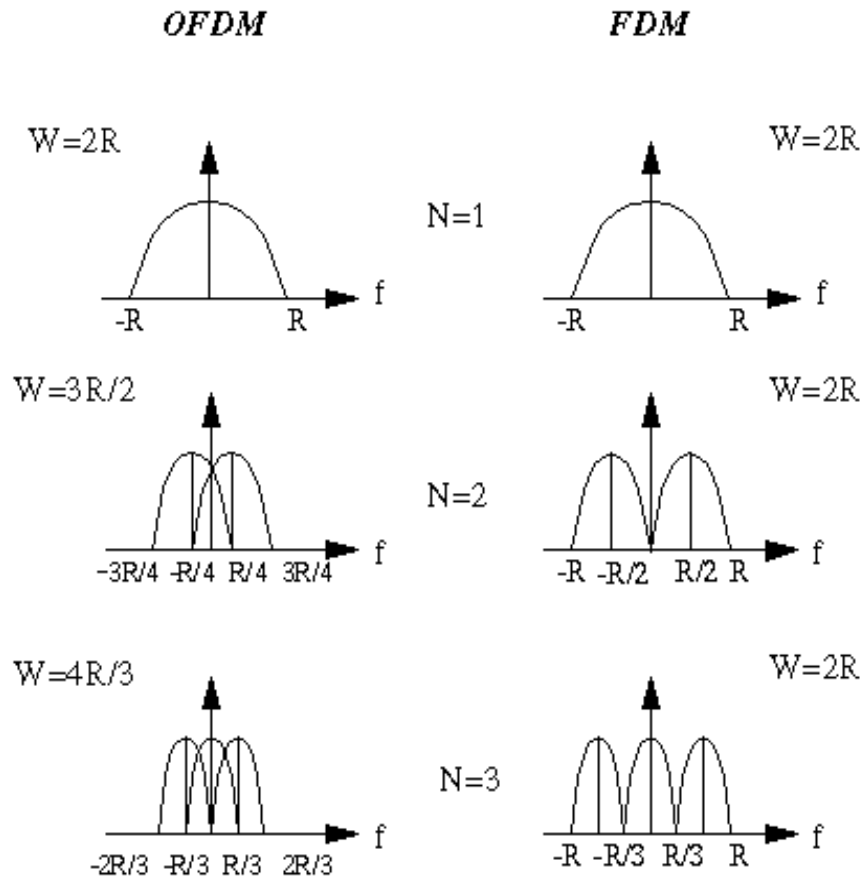 OFDM FDM
W=2R W=2R
N=1
f f
-R R -R R
W=3R/2 W=2R
N=2
f f
-3R/4 -R/4 R/4 3R/4 -R -R/2 R/2 R
W=4R/3 W=2R
N=3
f f
-2R/3 -R/3 R/3 2R/3 -R -R/3 R/3 R